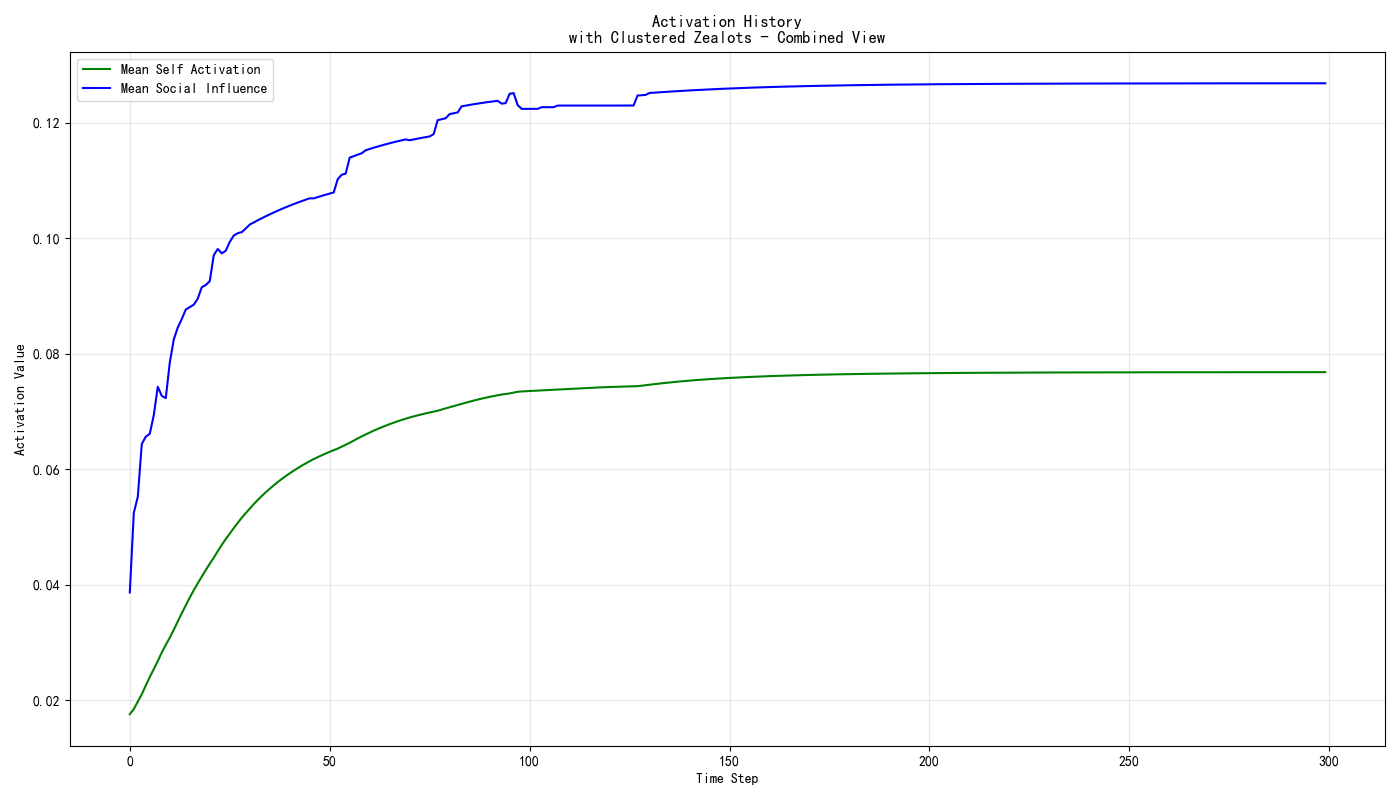 Activation History
with Clustered Zealots - Combined View
Mean Self Activation
Mean Social Influence
Activation Value
0.12
0.10
0.08
0.06
0.04
0.02
0
50
100
150
200
250
300
Time Step